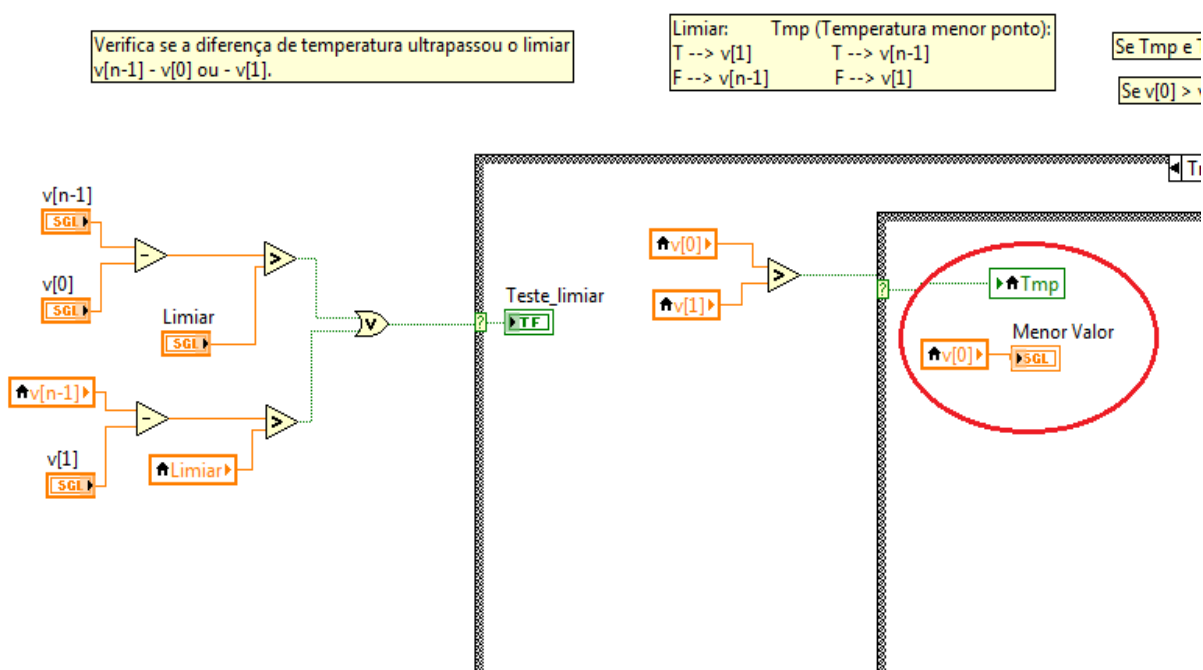 Verifica se a diferença de temperatura ultrapassou o limiar
v[n-1] - v[0] ou - v[1].
Limiar: Tmp (Temperatura menor ponto):
T --> v[1] T --> v[n-1]
F --> v[n-1] F --> v[1]
Se Tmp e
Se v[0] >
v[n-1]
SGL
v[0]
SGL
Limiar
SGL
v[n-1]
v[1]
SGL
Limiar
Teste_limiar
TF
v[0]
v[1]
Tmp
Menor Valor
v[0]
SGL